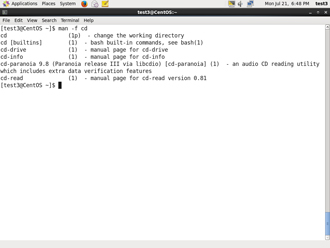 Applications Places System
Mon Jul 21, 6:48 PM test3
test3@CentOS:~
File Edit View Search Terminal Help
[test3@CentOS ~]$ man -f cd
cd (1p) - change the working directory
cd [builtins] (1) - bash built-in commands, see bash(1)
cd-drive (1) - manual page for cd-drive
cd-info (1) - manual page for cd-info
cd-paranoia 9.8 (Paranoia release III via libcdio) [cd-paranoia] (1) - an audio CD reading utility
which includes extra data verification features
cd-read (1) - manual page for cd-read version 0.81
[test3@CentOS ~]$